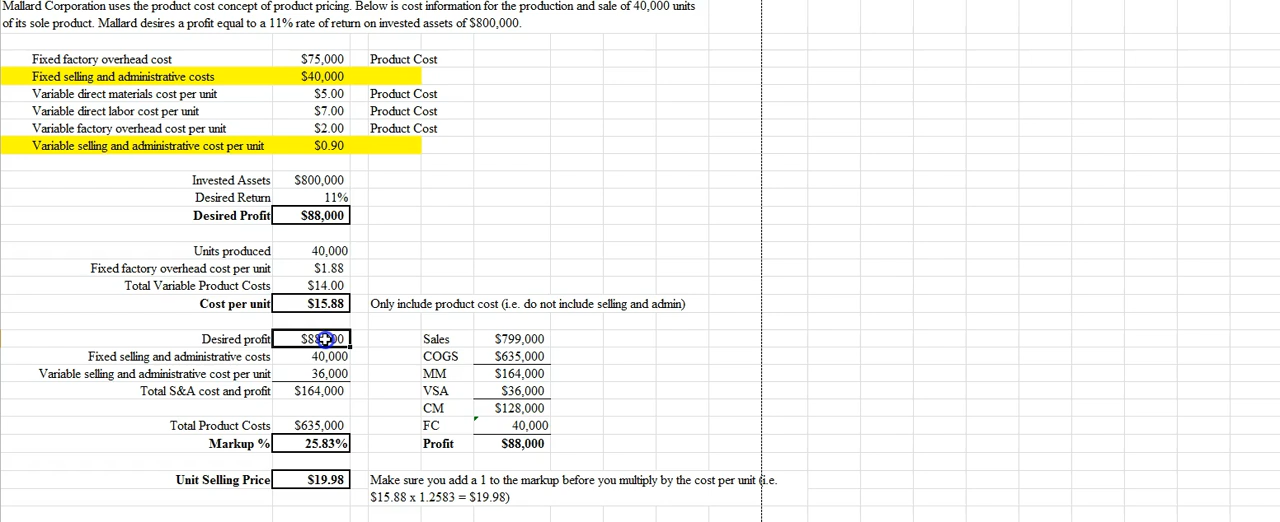 Mallard Corporation uses the product cost concept of product pricing. Below is cost information for the production and sale of 40,000 units
of its sole product. Mallard desires a profit equal to a 11% rate of return on invested assets of $800,000.
Fixed factory overhead cost $75,000 Product Cost
Fixed selling and administrative costs $40,000
Variable direct materials cost per unit $5.00 Product Cost
Variable direct labor cost per unit $7.00 Product Cost
Variable factory overhead cost per unit $2.00 Product Cost
Variable selling and administrative cost per unit $0.90
Invested Assets $800,000
Desired Return 11%
Desired Profit $88,000
Units produced 40,000
Fixed factory overhead cost per unit $1.88
Total Variable Product Costs $14.00
Cost per unit $15.88 Only include product cost (i.e. do not include selling and admin)
Desired profit Sales $799,000
Fixed selling and administrative costs 40,000 COGS $635,000
Variable selling and administrative cost per unit 36,000 MM $164,000
Total S&A cost and profit $164,000 VSA $36,000
CM $128,000
Total Product Costs $635,000 FC 40,000
Markup % 25.83% Profit $88,000
Unit Selling Price $19.98 Make sure you add a 1 to the markup before you multiply by the cost per unit (i.e.
$15.88 x 1.2583 = $19.98)